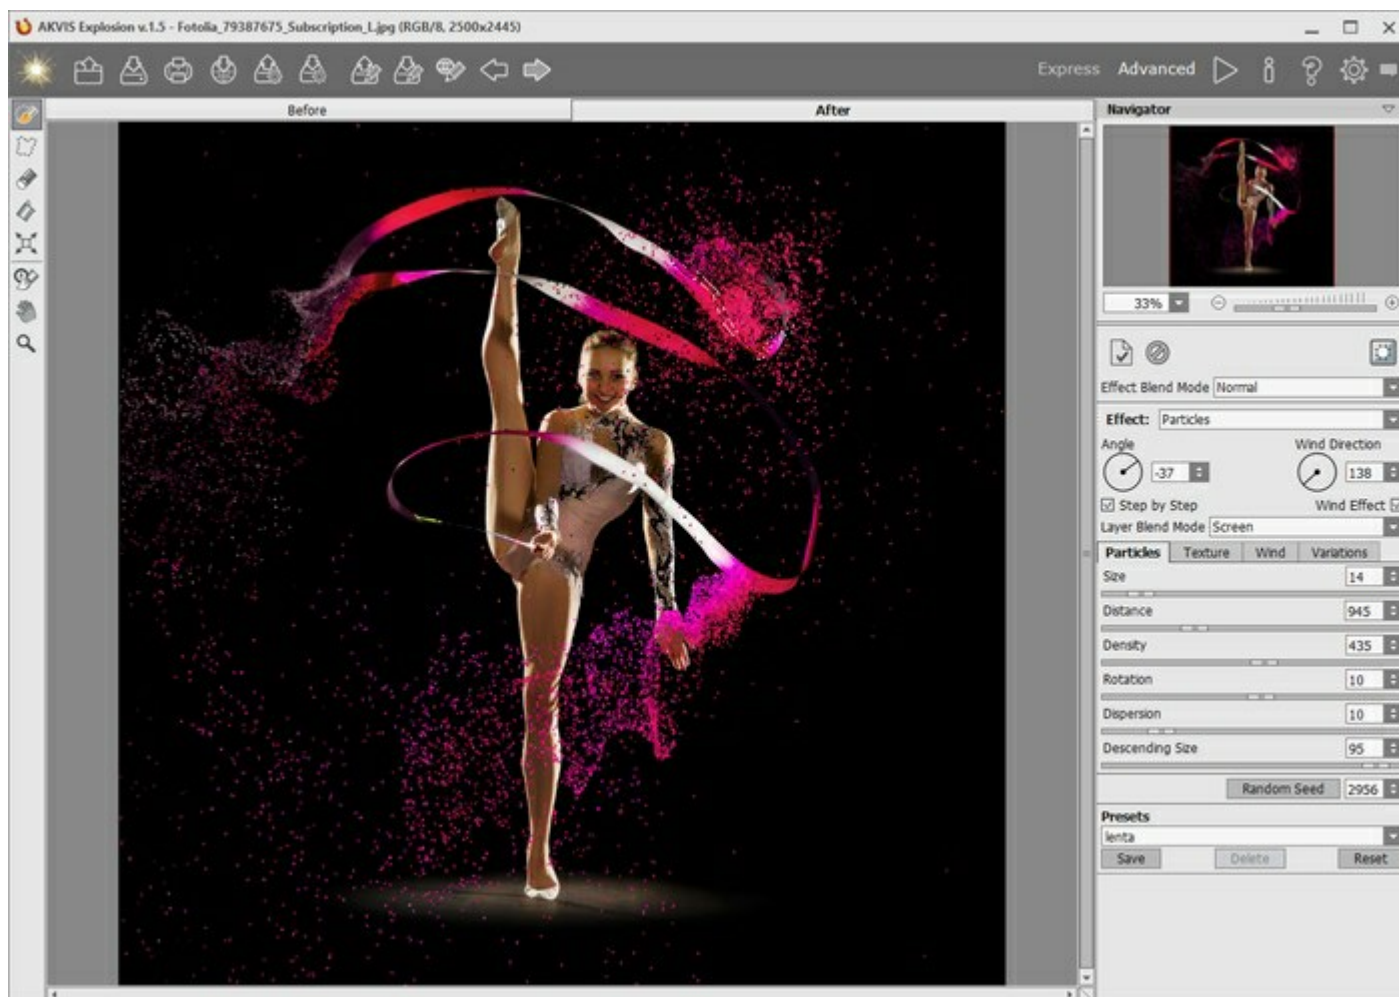 AKVIS Explosion v.1.5 - Fotolia_79387675_Subscription_L.jpg (RGB/8, 2500x2445)
Express Advanced
Before After
Navigator
33%
Effect Blend Mode Normal
Effect: Particles
Angle Wind Direction
-37 138
Step by Step Wind Effect
Layer Blend Mode Screen
Particles Texture Wind Variations
Size 14
Distance 945
Density 435
Rotation 10
Dispersion 10
Descending Size 95
Random Seed 2956
Presets
lenta
Save Delete Reset